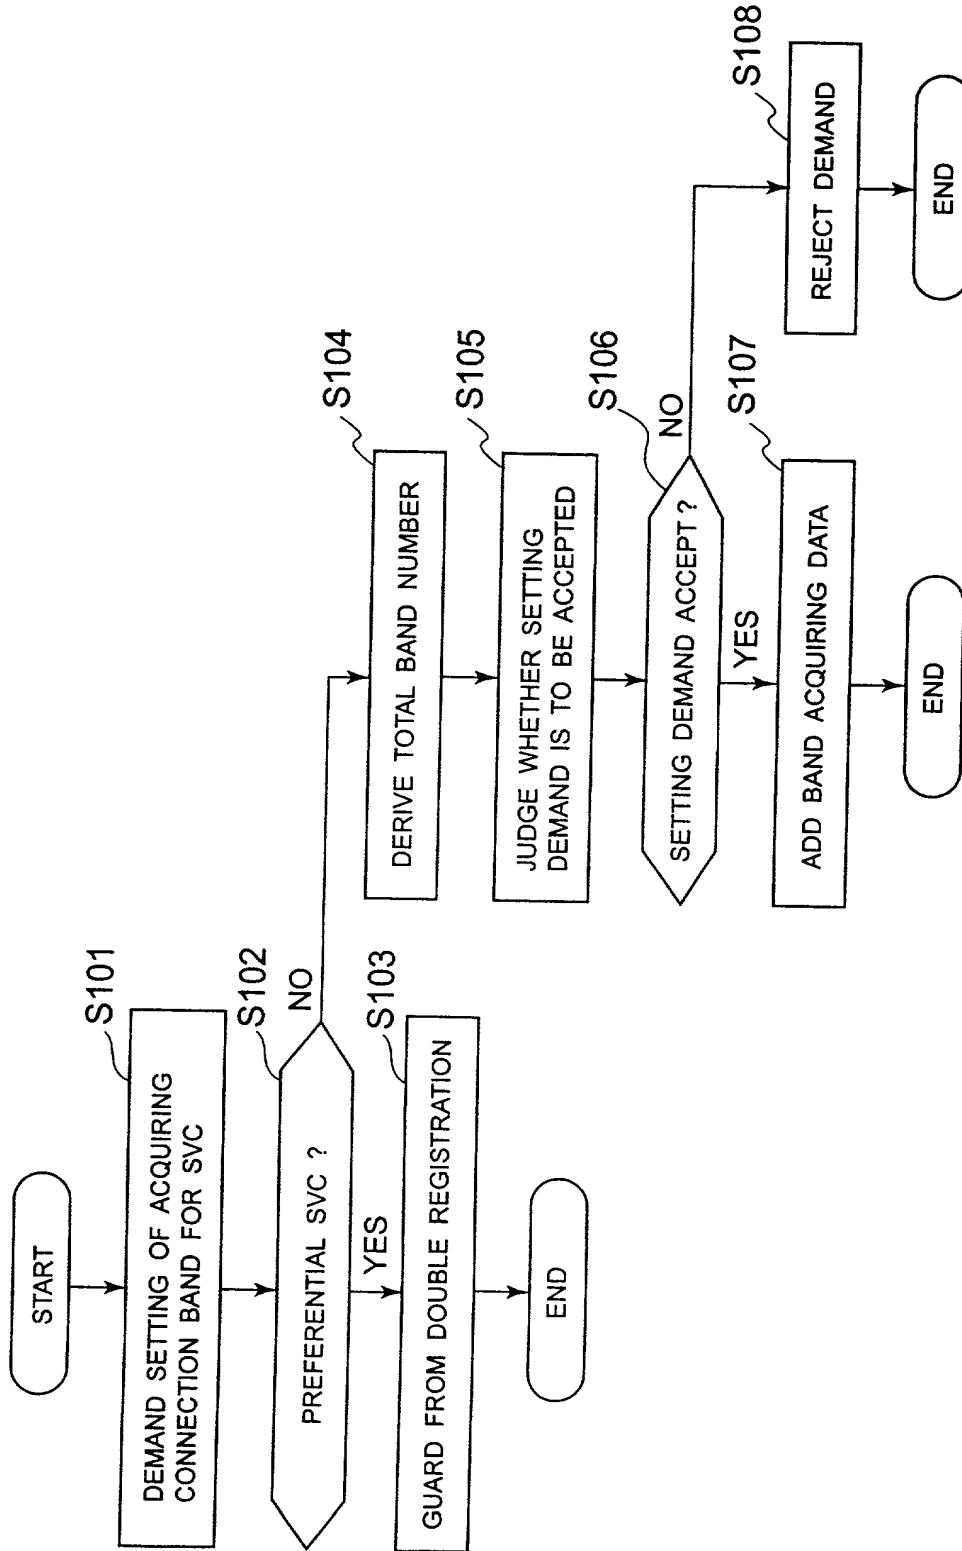 START
S101
DEMAND SETTING OF ACQUIRING
CONNECTION BAND FOR SVC
S102
PREFERENTIAL SVC ?
NO
YES
S103
GUARD FROM DOUBLE REGISTRATION
END
S104
DERIVE TOTAL BAND NUMBER
S105
JUDGE WHETHER SETTING
DEMAND IS TO BE ACCEPTED
S106
SETTING DEMAND ACCEPT ?
NO
YES
S107
ADD BAND ACQUIRING DATA
END
S108
REJECT DEMAND
END